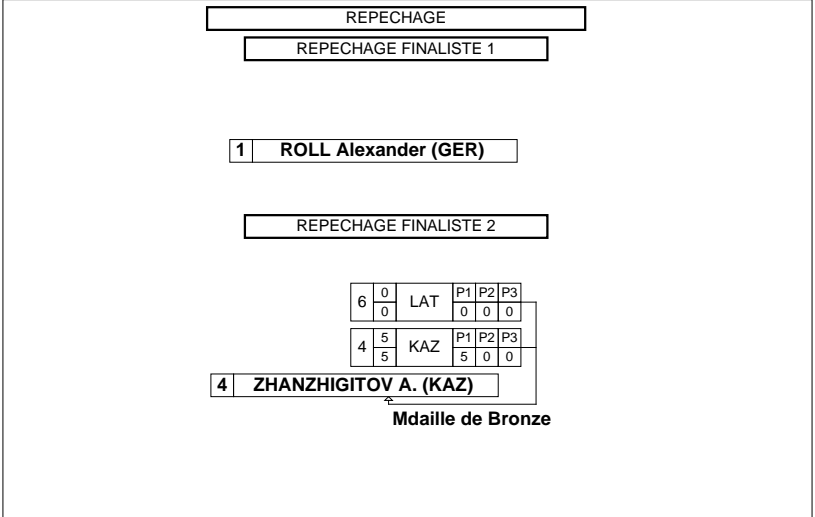 REPECHAGE
REPECHAGE FINALISTE 1
1 ROLL Alexander (GER)
REPECHAGE FINALISTE 2
6 0 LAT P1 P2 P3
0 0 0 0
4 5 KAZ P1 P2 P3
5 5 0 0
4 ZHANZHIGITOV A. (KAZ)
Mdaille de Bronze